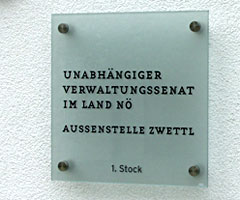 UNABHÄNGIGER
VERWALTUNGSSENAT
IM LAND NÖ
AUSSENSTELLE ZWETTL
1. Stock